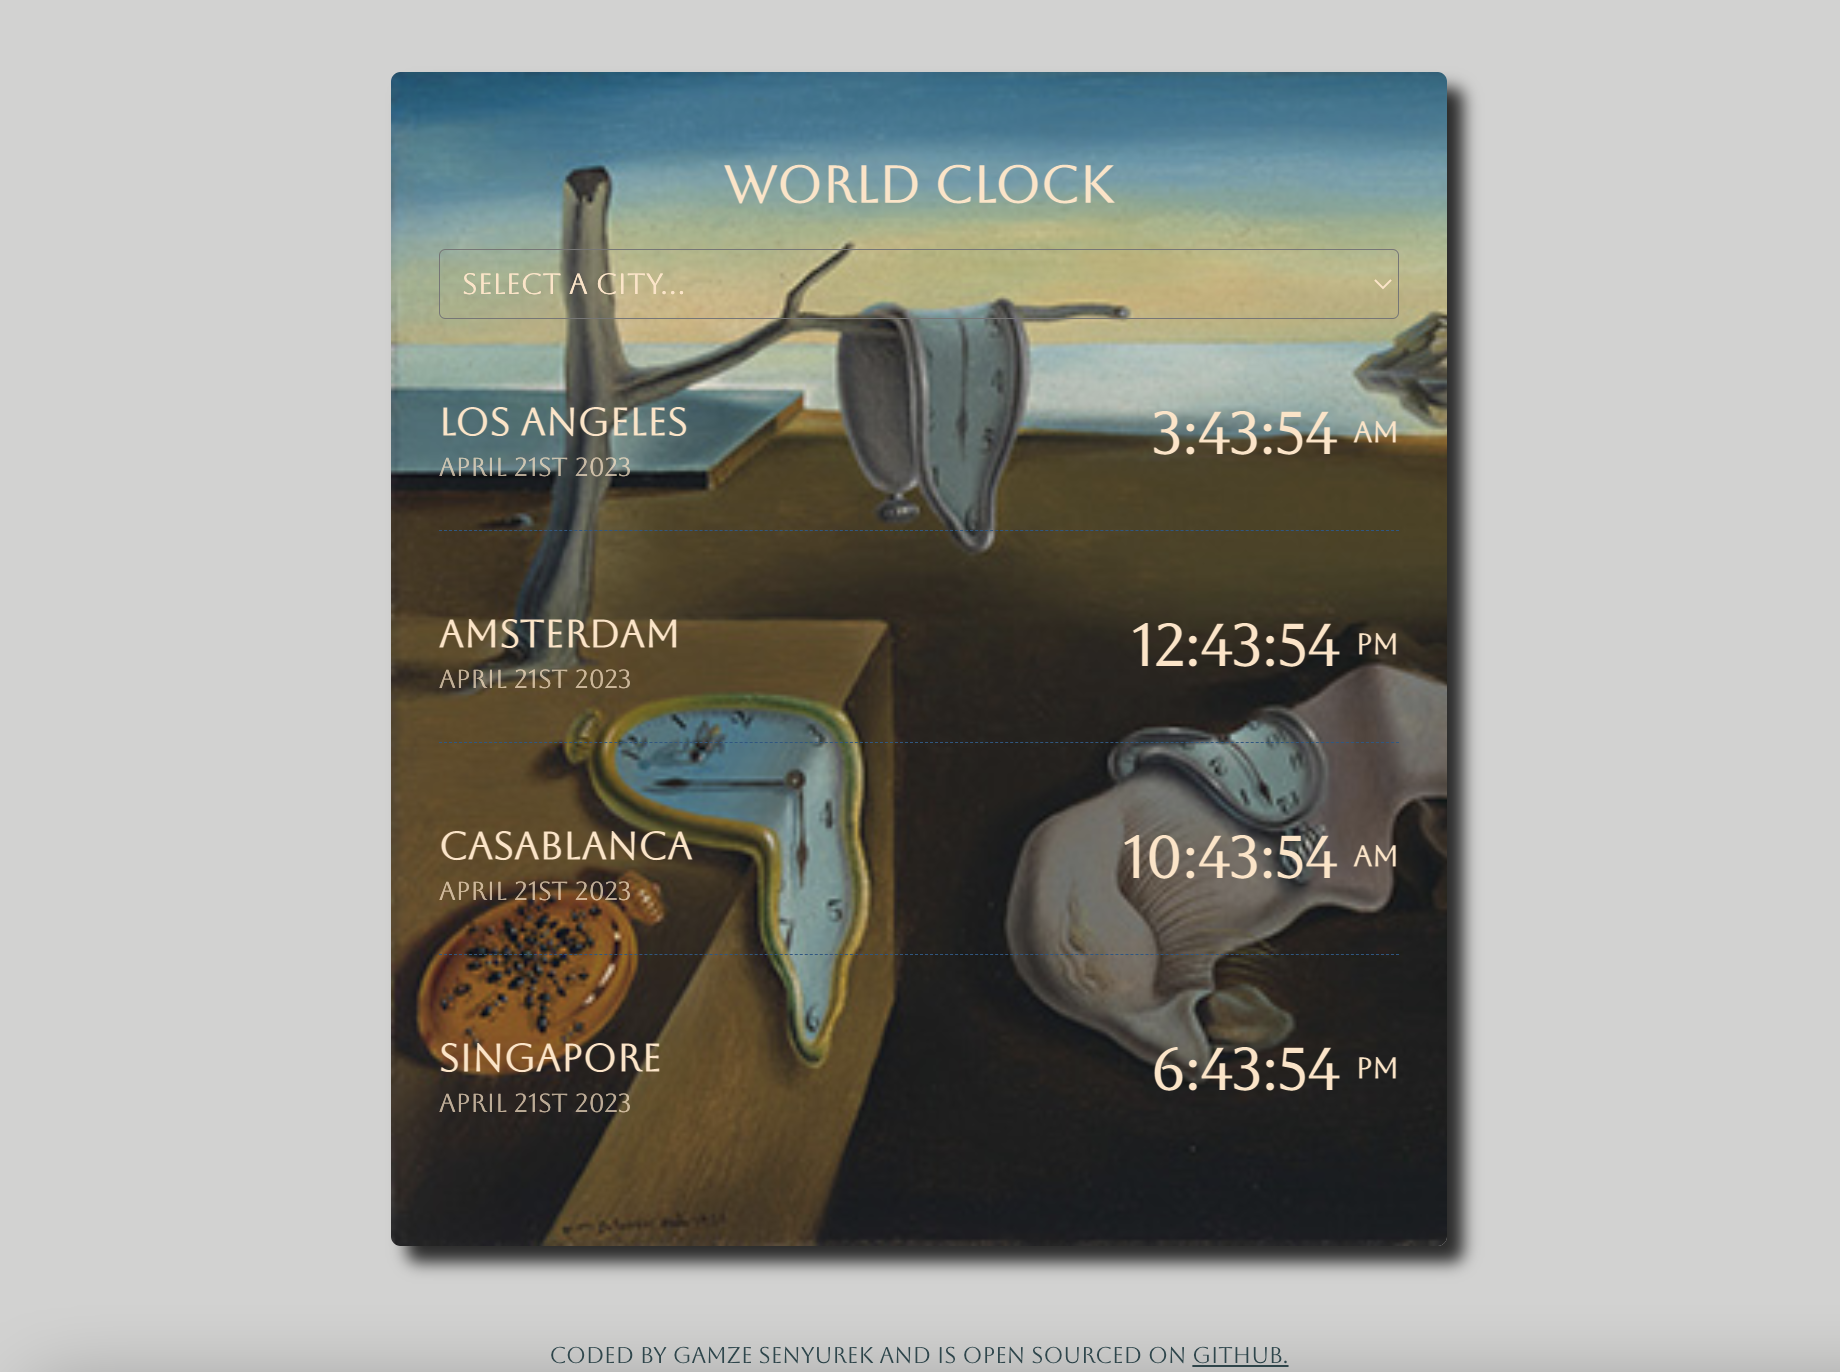 WORLD CLOCK
SELECT A CITY...
LOS ANGELES
3:43:54 AM
APRIL 21ST 2023
AMSTERDAM
12:43:54 PM
APRIL 21ST 2023
CASABLANCA
10:43:54 AM
APRIL 21ST 2023
SINGAPORE
6:43:54 PM
APRIL 21ST 2023
CODED BY GAMZE SENYUREK AND IS OPEN SOURCED ON GITHUB.